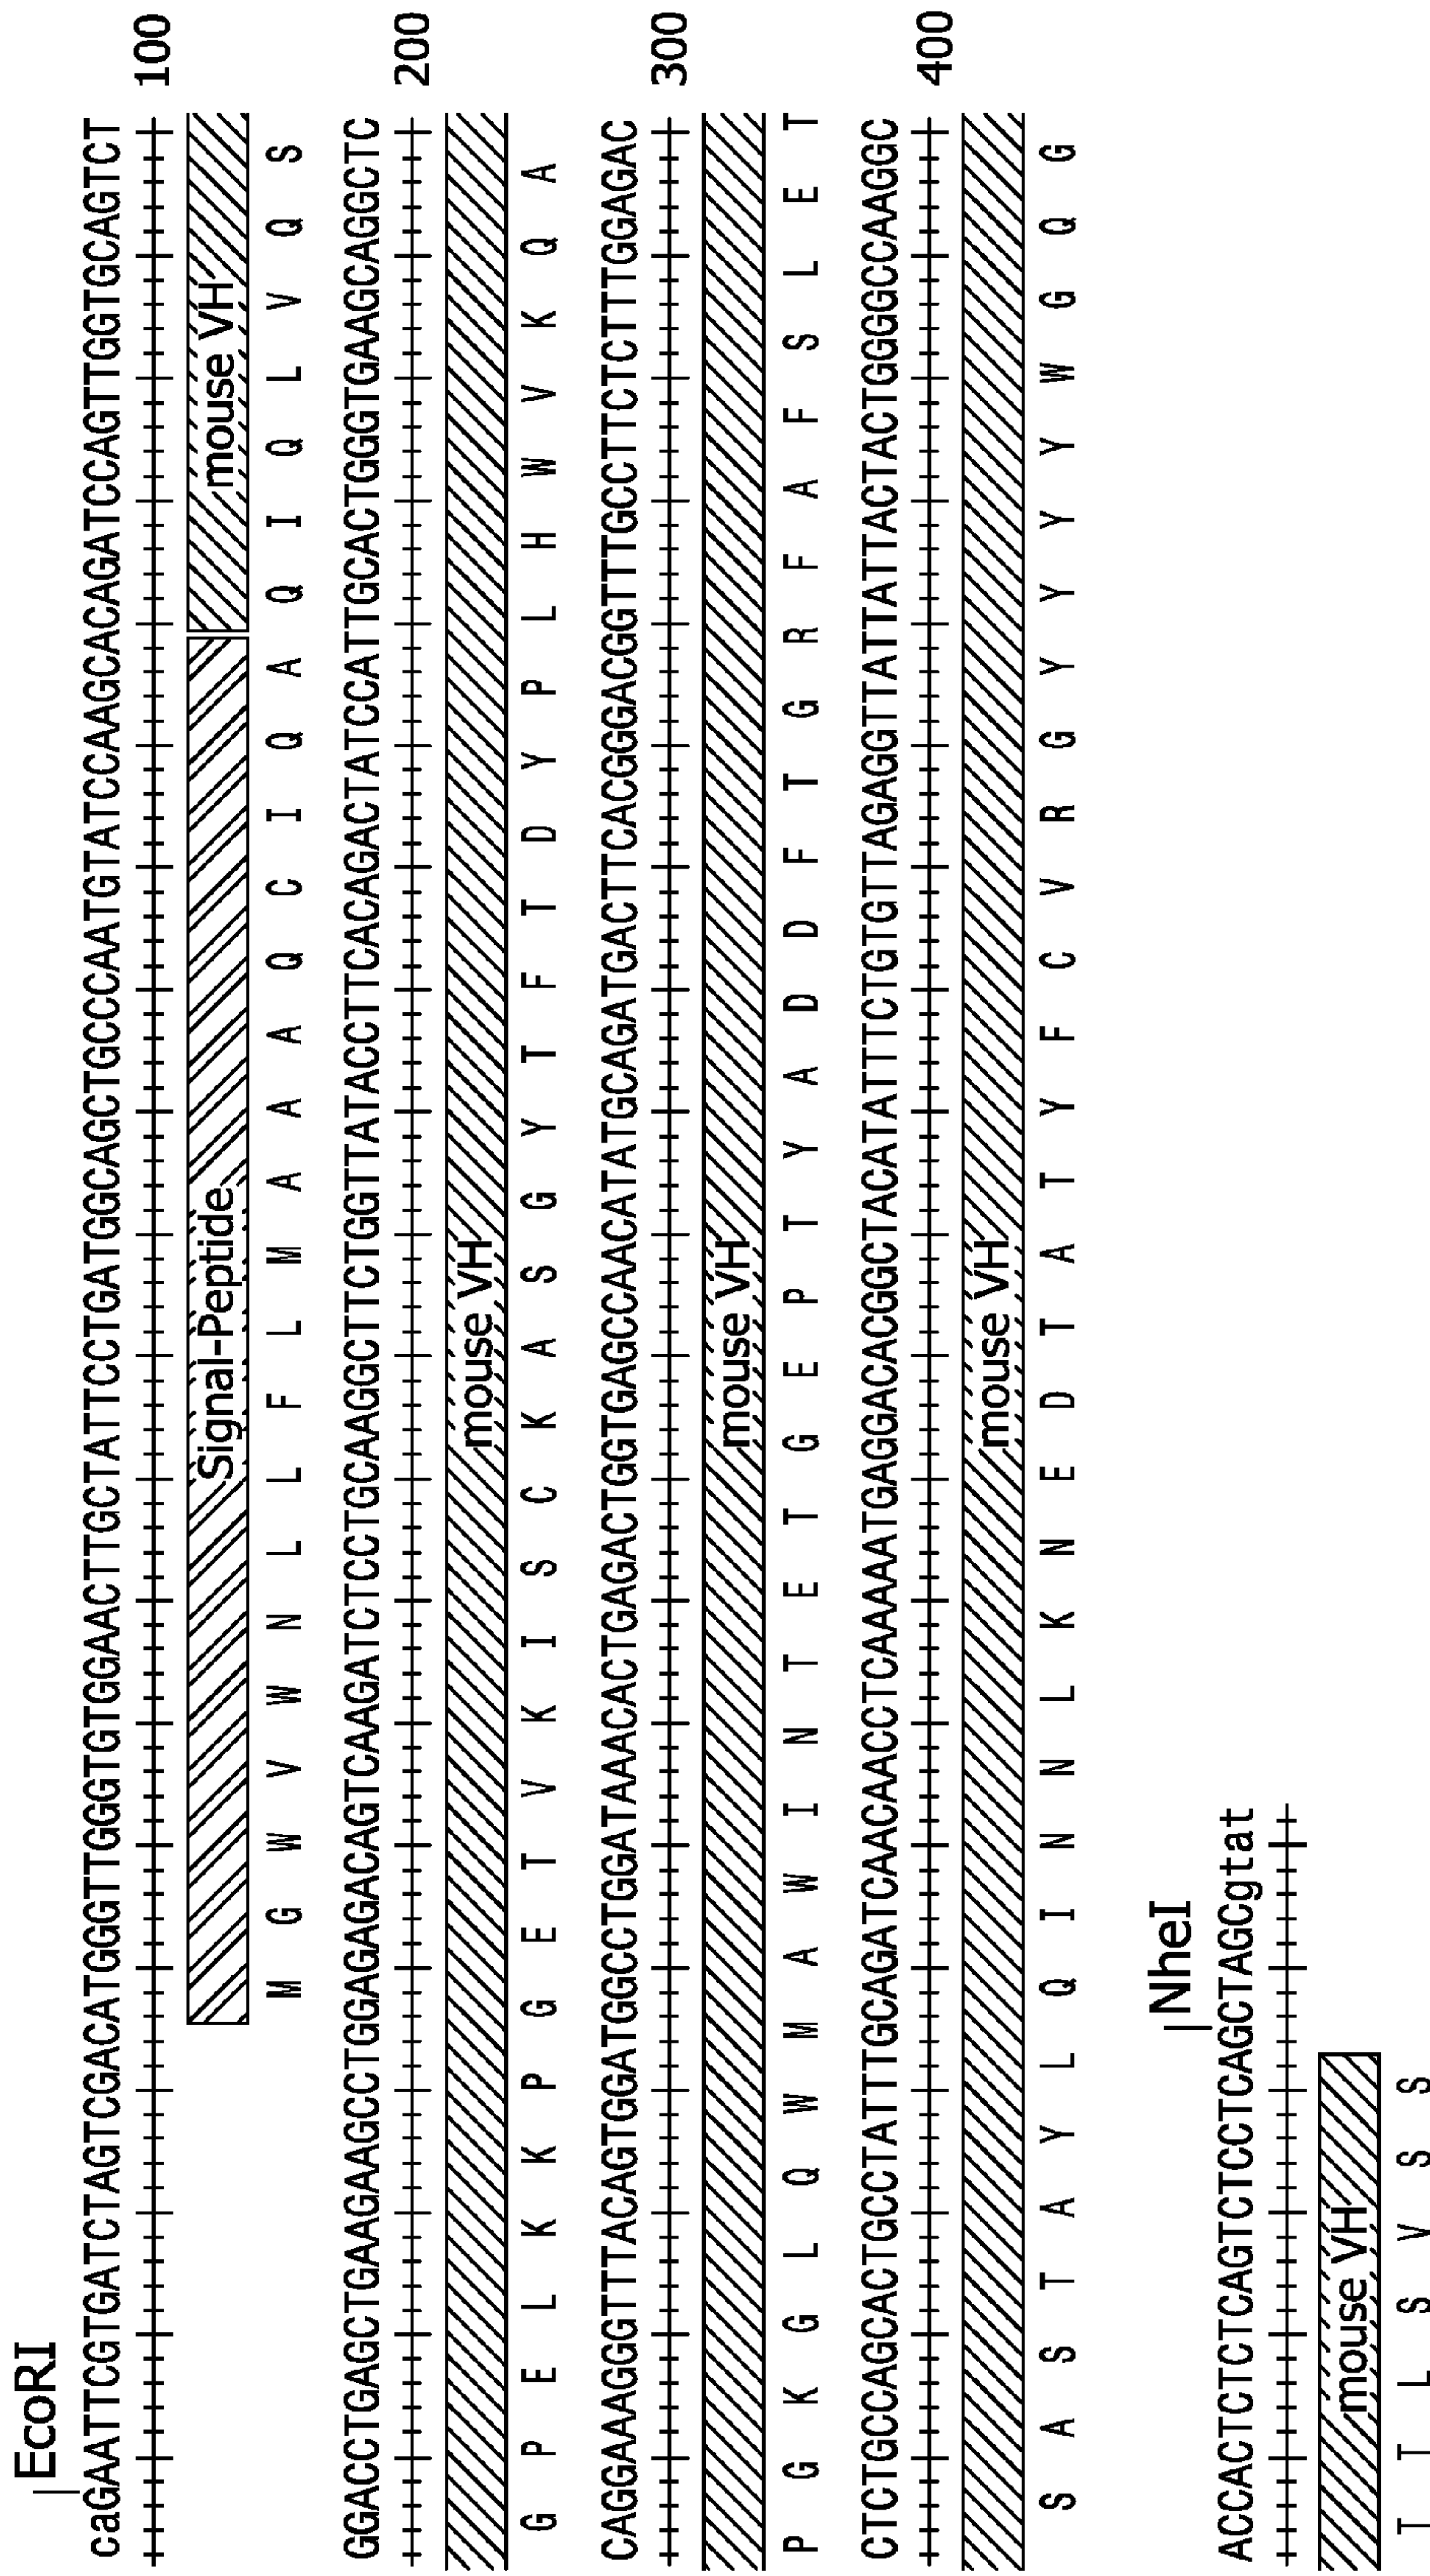 EcoRI
caGAATTCGTGATCTAGTCGACATGGGTTGGGTGTGGAACTTGCTATTCCTGATGGCAGCTGCCCAATGTATCCAAGCACAGATCCAGTTGGTGCAGTCT 100
Signal-Peptide mouse VH
M G W V W N L L F L M A A A Q C I Q A Q I Q L V Q S
GGACCTGAGCTGAAGAAGCCTGGAGAGACAGTCAAGATCTCCTGCAAGGCTTCTGGTTATACCTTCACAGACTATCCATTGCACTGGGTGAAGCAGGCTC 200
mouse VH
G P E L K K P G E T V K I S C K A S G Y T F T D Y P L H W V K Q A
CAGGAAAGGGTTTACAGTGGATGGCCTGGATAAACACTGAGACTGGTGAGCCAACATATGCAGATGACTTCACGGGACGGTTTGCCTTCTCTTTGGAGAC 300
mouse VH
P G K G L Q W M A W I N T E T G E P T Y A D D F T G R F A F S L E T
CTCTGCCAGCACTGCCTATTTGCAGATCAACAACCTCAAAAATGAGGACACGGCTACATATTTCTGTGTTAGAGGTTATTATTACTACTGGGGCCAAGGC 400
mouse VH
S A S T A Y L Q I N N L K N E D T A T Y F C V R G Y Y Y Y W G Q G
NheI
ACCACTCTCTCAGTCTCCTCAGCTAGCgtat
mouse VH
T T L S V S S